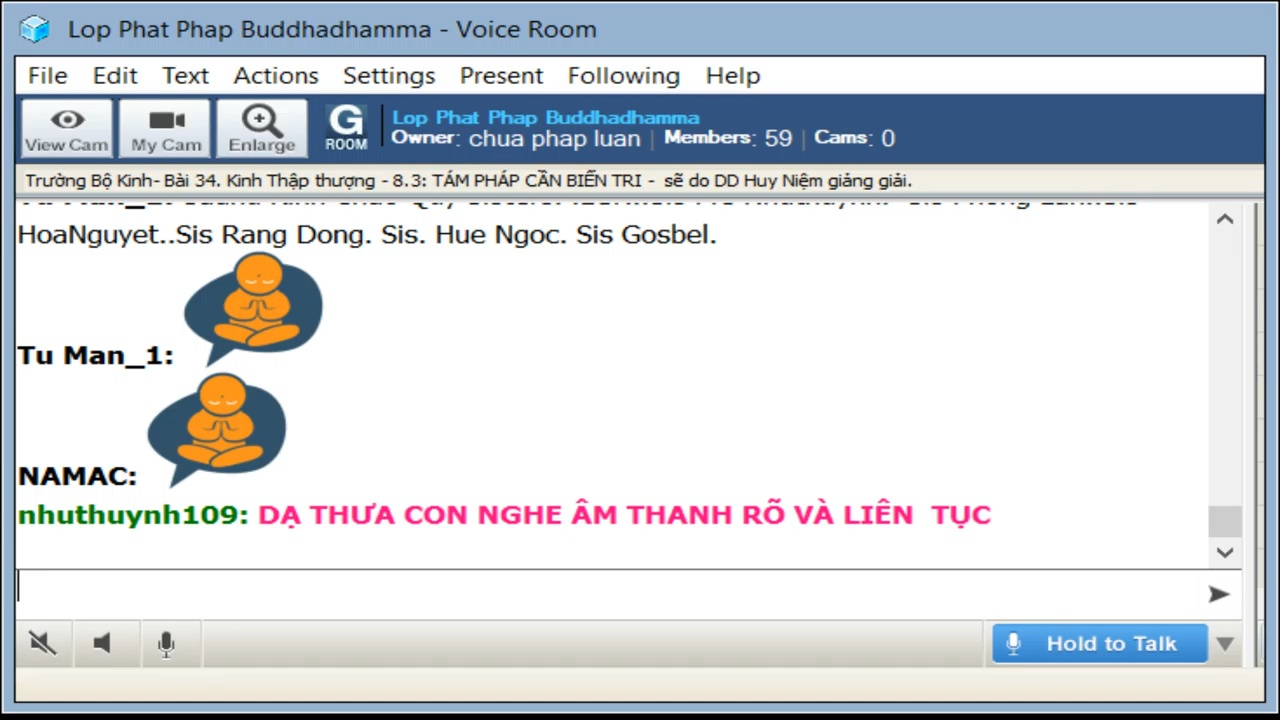 Lop Phat Phap Buddhadhamma - Voice Room
File Edit Text Actions Settings Present Following Help
View Cam My Cam Enlarge G ROOM
Lop Phat Phap Buddhadhamma
Owner: chua phap luan | Members: 59 | Cams: 0
Trường Bộ Kinh- Bài 34. Kinh Thập thượng - 8.3: TÁM PHÁP CẦN BIẾN TRI - sẽ do DD Huy Niệm giảng giải.
HoaNguyet..Sis Rang Dong. Sis. Hue Ngoc. Sis Gosbel.
Tu Man_1:
NAMAC:
nhuthuynh109: DẠ THƯA CON NGHE ÂM THANH RÕ VÀ LIÊN TỤC
Hold to Talk